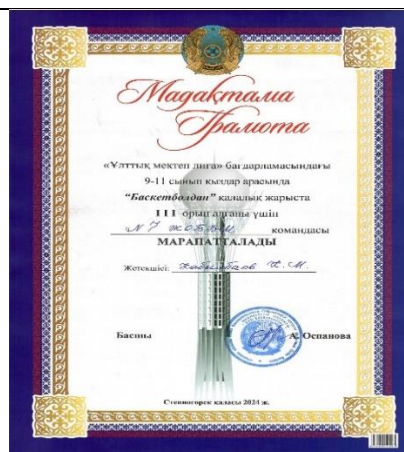 Мадақтама
Грамота
«Ұлттық мектеп лига» бағдарламасындағы
9-11 сынып қыздар арасында
"Баскетболдан" қалалық жарыста
III орын алғаны үшін
№7 жоббм командасы
МАРАПАТТАЛАДЫ
Жетекшісі: Н.М.
Басшы А. Оспанова
Степногорск қаласы 2024 ж.